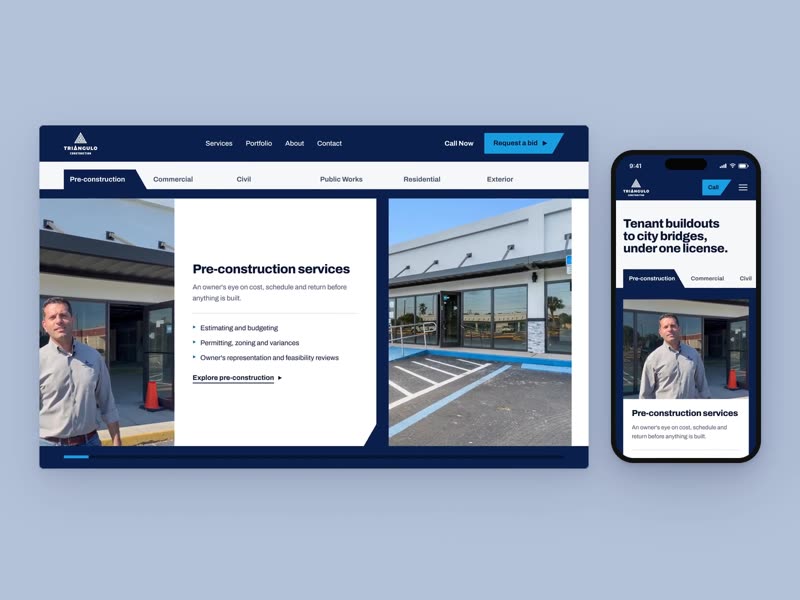 TRIÁNGULO
CONSTRUCTION
Services Portfolio About Contact
Call Now
Request a bid
Pre-construction Commercial Civil Public Works Residential Exterior
Pre-construction services
An owner's eye on cost, schedule and return before
anything is built.
Estimating and budgeting
Permitting, zoning and variances
Owner's representation and feasibility reviews
Explore pre-construction
9:41
TRIÁNGULO
CONSTRUCTION
Call
Tenant buildouts
to city bridges,
under one license.
Pre-construction Commercial Civil
Pre-construction services
An owner's eye on cost, schedule and
return before anything is built.